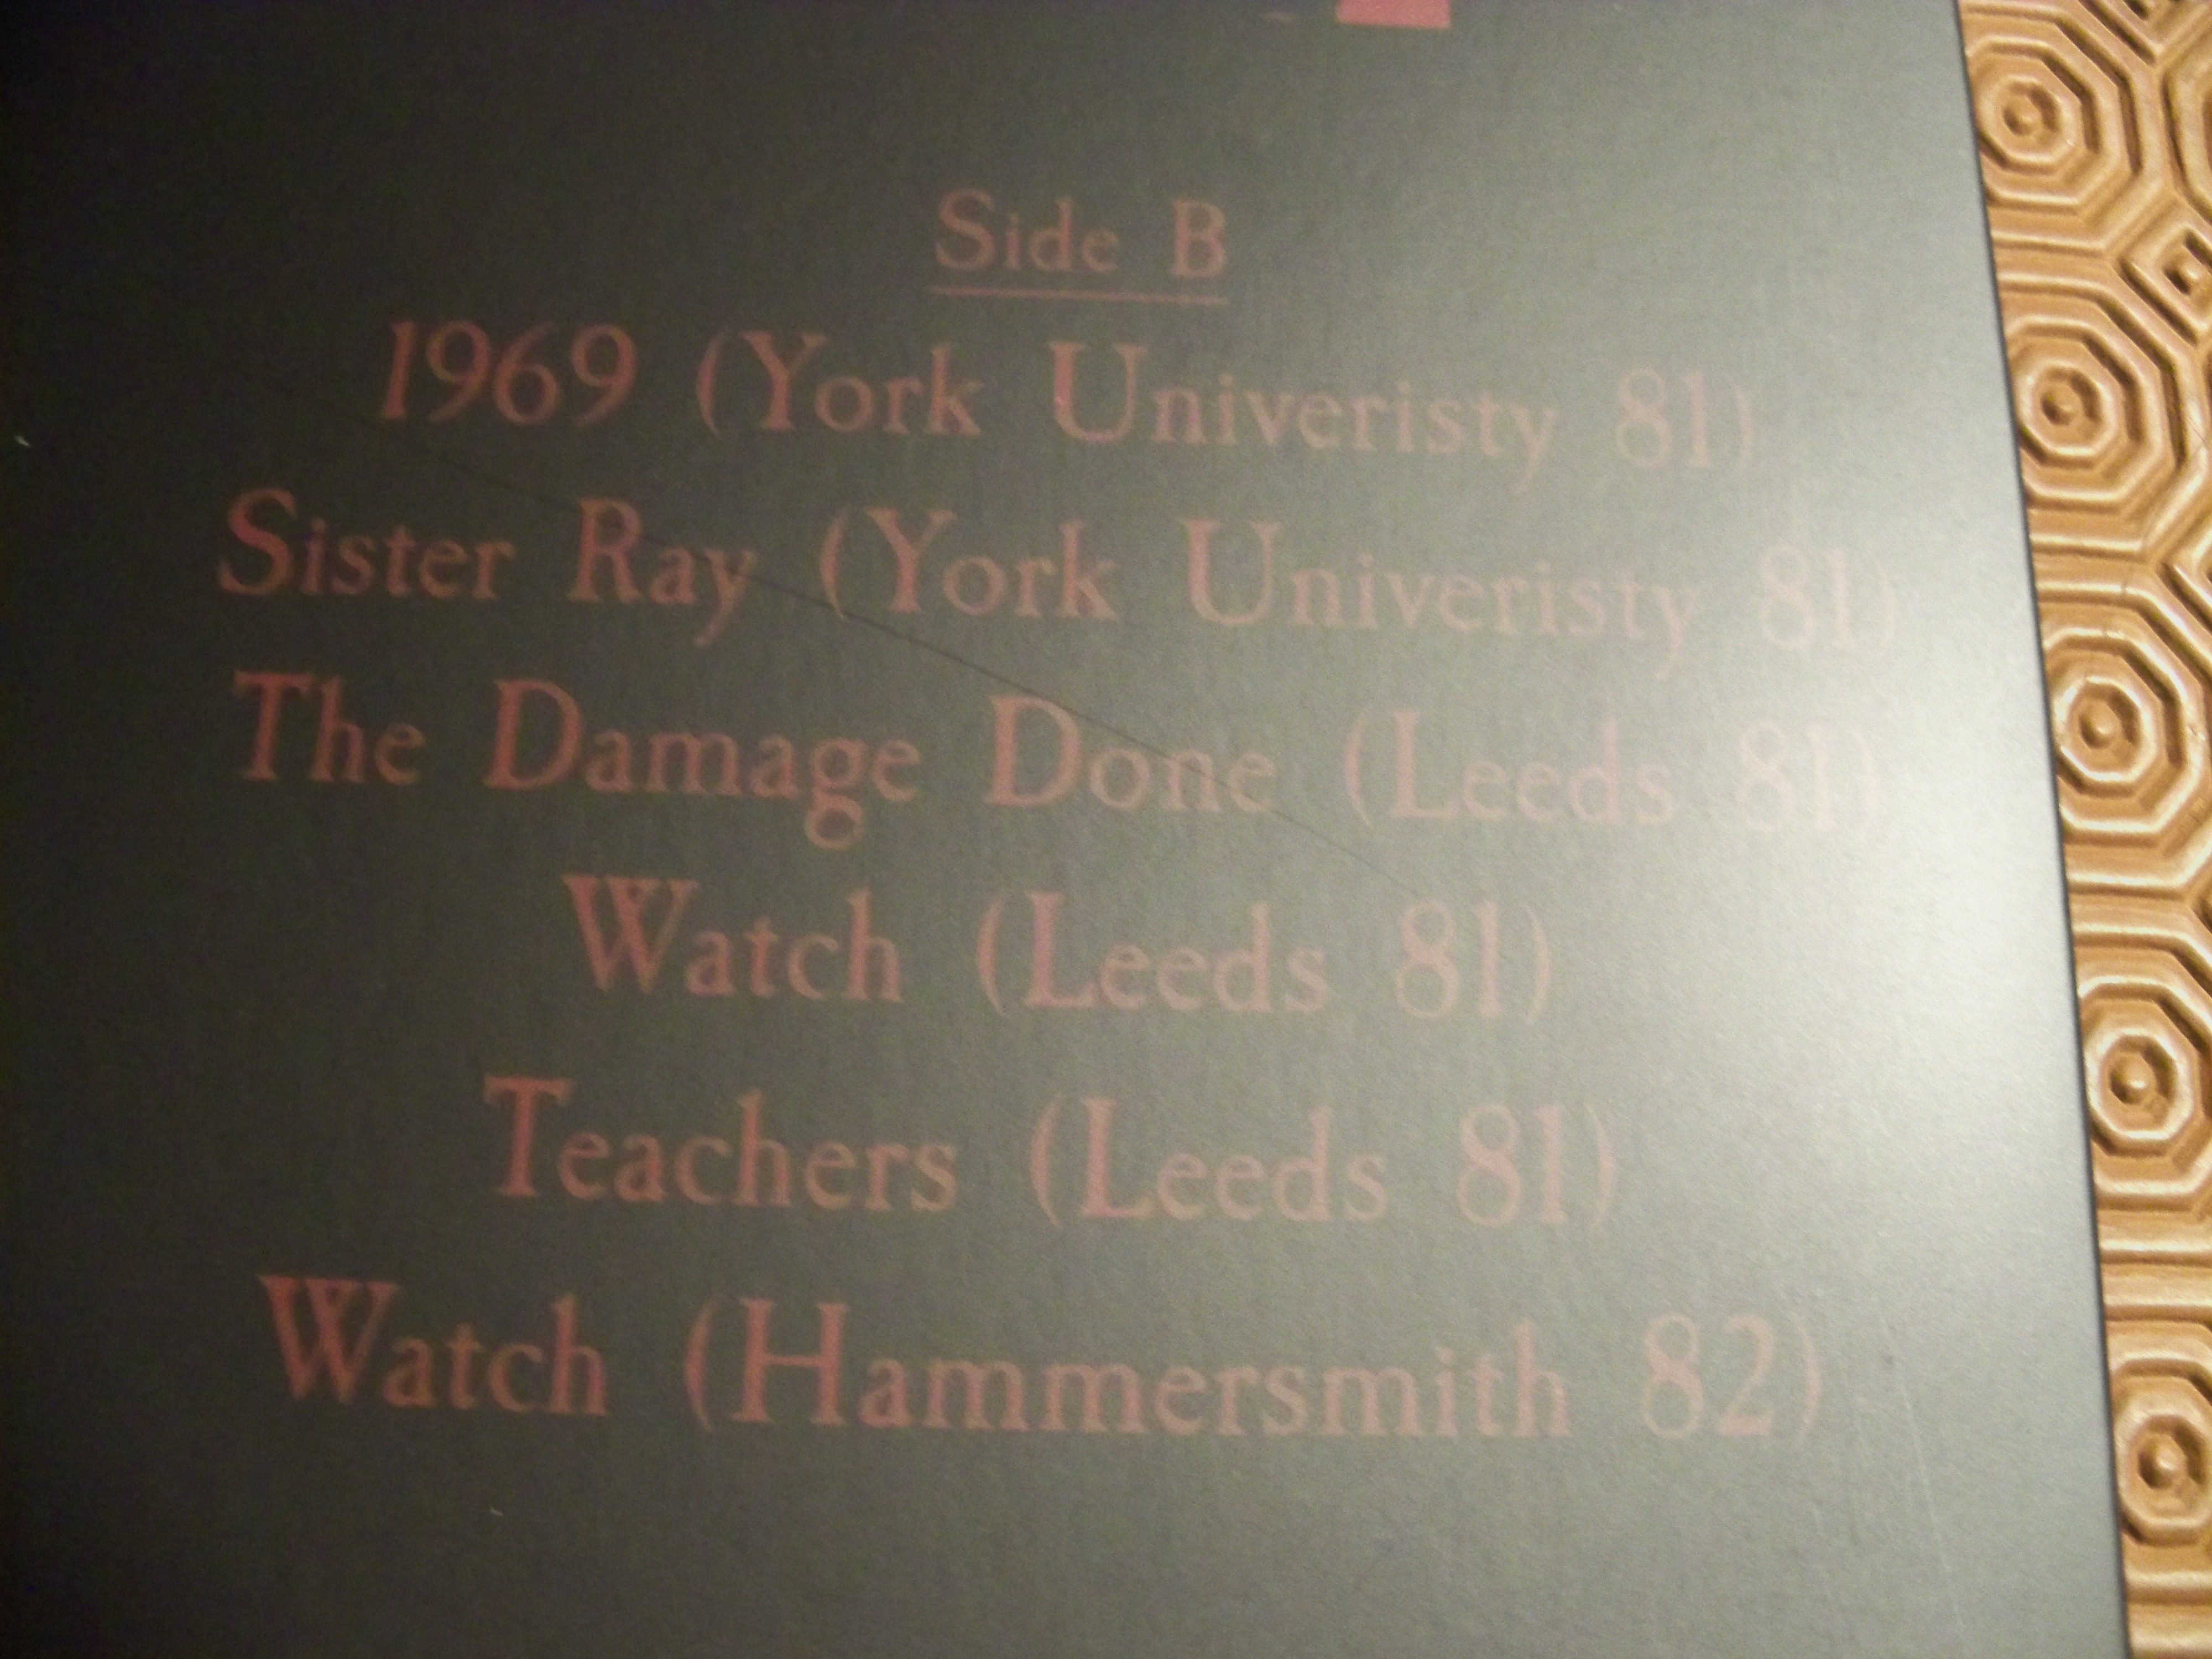 Side B
1969 (York Univeristy 81)
Sister Ray (York Univeristy 81)
The Damage Done (Leeds 81)
Watch (Leeds 81)
Teachers (Leeds 81)
Watch (Hammersmith 82)